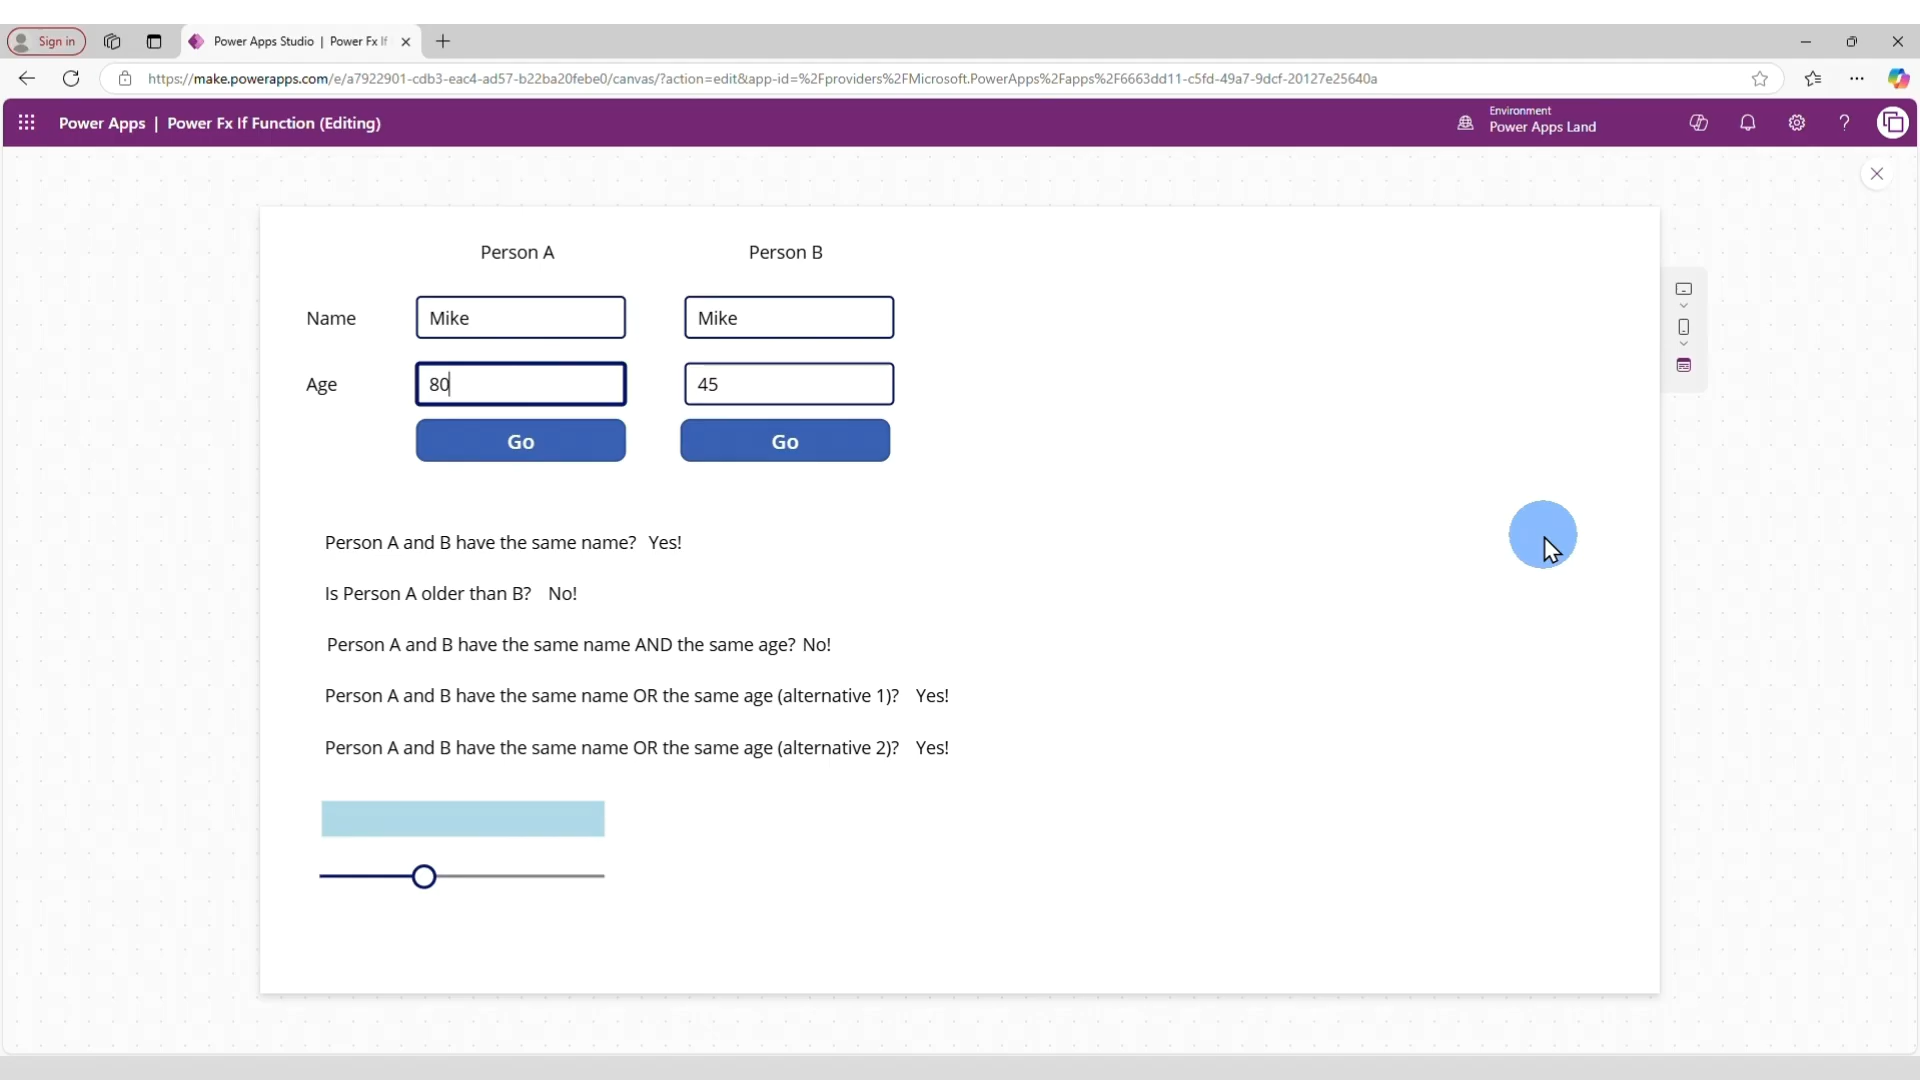 Sign in
Power Apps Studio | Power Fx If
https://make.powerapps.com/e/a7922901-cdb3-eac4-ad57-b22ba20febe0/canvas/?action=edit&app-id=%2Fproviders%2FMicrosoft.PowerApps%2Fapps%2F6663dd11-c5fd-49a7-9dcf-20127e25640a
Power Apps | Power Fx If Function (Editing)
Environment
Power Apps Land
Person A Person B
Name Mike Mike
Age 80 45
Go Go
Person A and B have the same name? Yes!
Is Person A older than B? No!
Person A and B have the same name AND the same age? No!
Person A and B have the same name OR the same age (alternative 1)? Yes!
Person A and B have the same name OR the same age (alternative 2)? Yes!